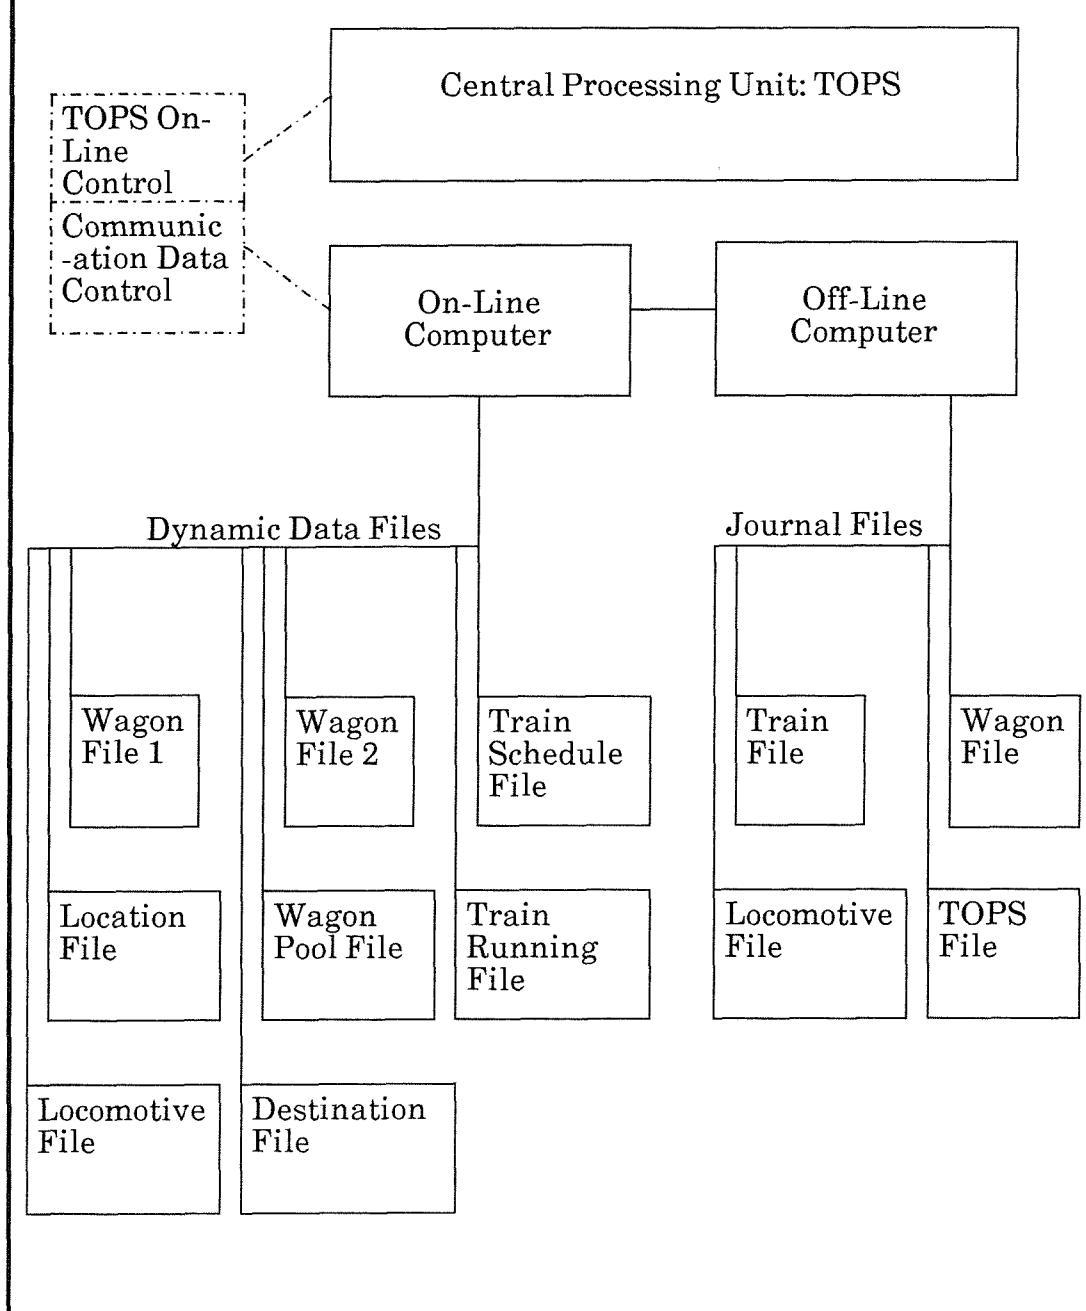 Central Processing Unit: TOPS
TOPS On-
Line
Control
Communic
-ation Data
Control
On-Line
Computer
Off-Line
Computer
Dynamic Data Files
Journal Files
Wagon
File 1
Wagon
File 2
Train
Schedule
File
Train
File
Wagon
File
Location
File
Wagon
Pool File
Train
Running
File
Locomotive
File
TOPS
File
Locomotive
File
Destination
File